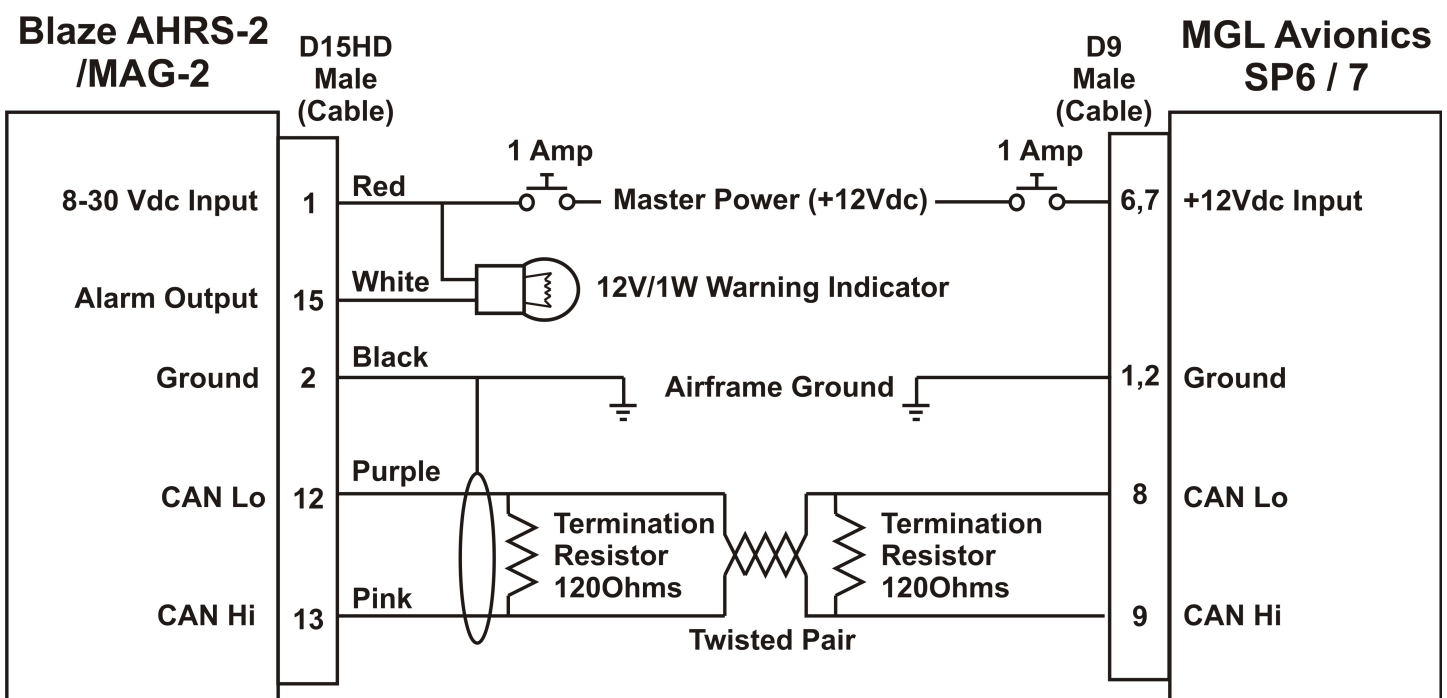 Blaze AHRS-2
/MAG-2
D15HD
Male
(Cable)
D9
Male
(Cable)
MGL Avionics
SP6 / 7
1 Amp
1 Amp
8-30 Vdc Input
1
Red
Master Power (+12Vdc)
6,7
+12Vdc Input
Alarm Output
15
White
12V/1W Warning Indicator
Ground
2
Black
Airframe Ground
1,2
Ground
CAN Lo
12
Purple
8
CAN Lo
Termination
Resistor
120Ohms
Termination
Resistor
120Ohms
CAN Hi
13
Pink
9
CAN Hi
Twisted Pair